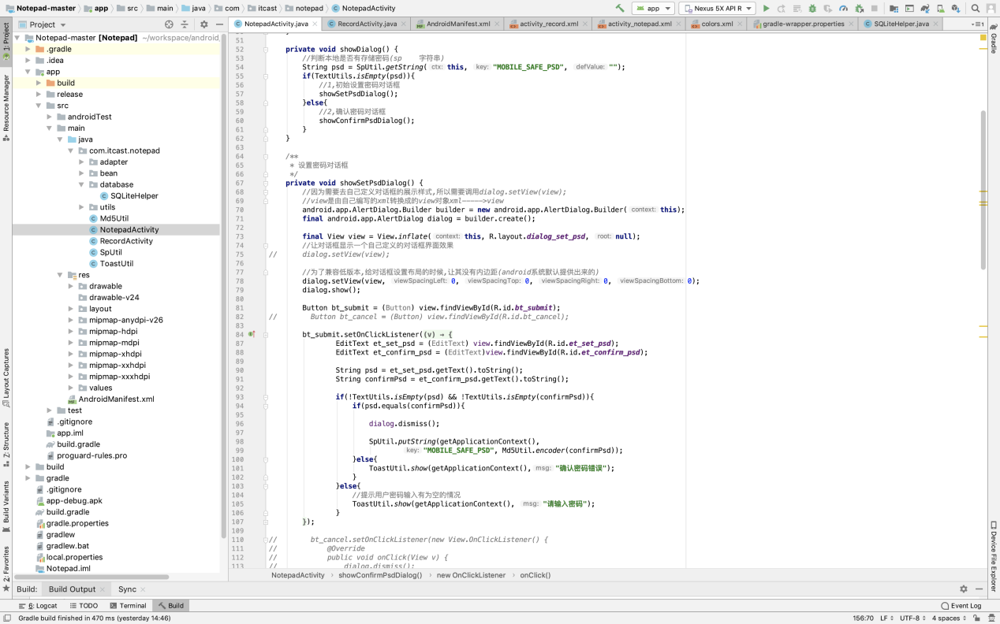 Notepad-master app src main java com itcast notepad NotepadActivity
app Nexus 5X API R
Project
NotepadActivity.java RecordActivity.java AndroidManifest.xml activity_record.xml activity_notepad.xml colors.xml gradle-wrapper.properties SQLiteHelper.java
1: Project
Resource Manager
Layout Captures
Z: Structure
Build Variants
2: Favorites
Notepad-master [Notepad] ~/workspace/android
.gradle
.idea
app
build
release
src
androidTest
main
java
com.itcast.notepad
adapter
bean
database
SQLiteHelper
utils
Md5Util
NotepadActivity
RecordActivity
SpUtil
ToastUtil
res
drawable
drawable-v24
layout
mipmap-anydpi-v26
mipmap-hdpi
mipmap-mdpi
mipmap-xhdpi
mipmap-xxhdpi
mipmap-xxxhdpi
values
AndroidManifest.xml
test
.gitignore
app.iml
build.gradle
proguard-rules.pro
build
gradle
.gitignore
app-debug.apk
build.gradle
gradle.properties
gradlew
gradlew.bat
local.properties
Notepad.iml
51
52 private void showDialog() {
53 //判断本地是否有存储密码(sp 字符串)
54 String psd = SpUtil.getString( ctx: this, key: "MOBILE_SAFE_PSD", defValue: "");
55 if(TextUtils.isEmpty(psd)){
56 //1,初始设置密码对话框
57 showSetPsdDialog();
58 }else{
59 //2,确认密码对话框
60 showConfirmPsdDialog();
61 }
62 }
63
64 /**
65 * 设置密码对话框
66 */
67 private void showSetPsdDialog() {
68 //因为需要去自己定义对话框的展示样式,所以需要调用dialog.setView(view);
69 //view是由自己编写的xml转换成的view对象xml----->view
70 android.app.AlertDialog.Builder builder = new android.app.AlertDialog.Builder( context: this);
71 final android.app.AlertDialog dialog = builder.create();
72
73 final View view = View.inflate( context: this, R.layout.dialog_set_psd, root: null);
74 //让对话框显示一个自己定义的对话框界面效果
75 // dialog.setView(view);
76
77 //为了兼容低版本,给对话框设置布局的时候,让其没有内边距(android系统默认提供出来的)
78 dialog.setView(view, viewSpacingLeft: 0, viewSpacingTop: 0, viewSpacingRight: 0, viewSpacingBottom: 0);
79 dialog.show();
80
81 Button bt_submit = (Button) view.findViewById(R.id.bt_submit);
82 // Button bt_cancel = (Button) view.findViewById(R.id.bt_cancel);
83
84 bt_submit.setOnClickListener((v) → {
87 EditText et_set_psd = (EditText) view.findViewById(R.id.et_set_psd);
88 EditText et_confirm_psd = (EditText)view.findViewById(R.id.et_confirm_psd);
89
90 String psd = et_set_psd.getText().toString();
91 String confirmPsd = et_confirm_psd.getText().toString();
92
93 if(!TextUtils.isEmpty(psd) && !TextUtils.isEmpty(confirmPsd)){
94 if(psd.equals(confirmPsd)){
95
96 dialog.dismiss();
97
98 SpUtil.putString(getApplicationContext(),
99 key: "MOBILE_SAFE_PSD", Md5Util.encoder(confirmPsd));
100 }else{
101 ToastUtil.show(getApplicationContext(), msg: "确认密码错误");
102 }
103 }else{
104 //提示用户密码输入有为空的情况
105 ToastUtil.show(getApplicationContext(), msg: "请输入密码");
106 }
107 });
109
110 // bt_cancel.setOnClickListener(new View.OnClickListener() {
111 // @Override
112 // public void onClick(View v) {
113 // dialog.dismiss();
NotepadActivity › showConfirmPsdDialog() › new OnClickListener › onClick()
Gradle
Device File Explorer
Build: Build Output Sync
6: Logcat TODO Terminal Build Event Log
Gradle build finished in 470 ms (yesterday 14:46) 156:70 LF UTF-8 4 spaces